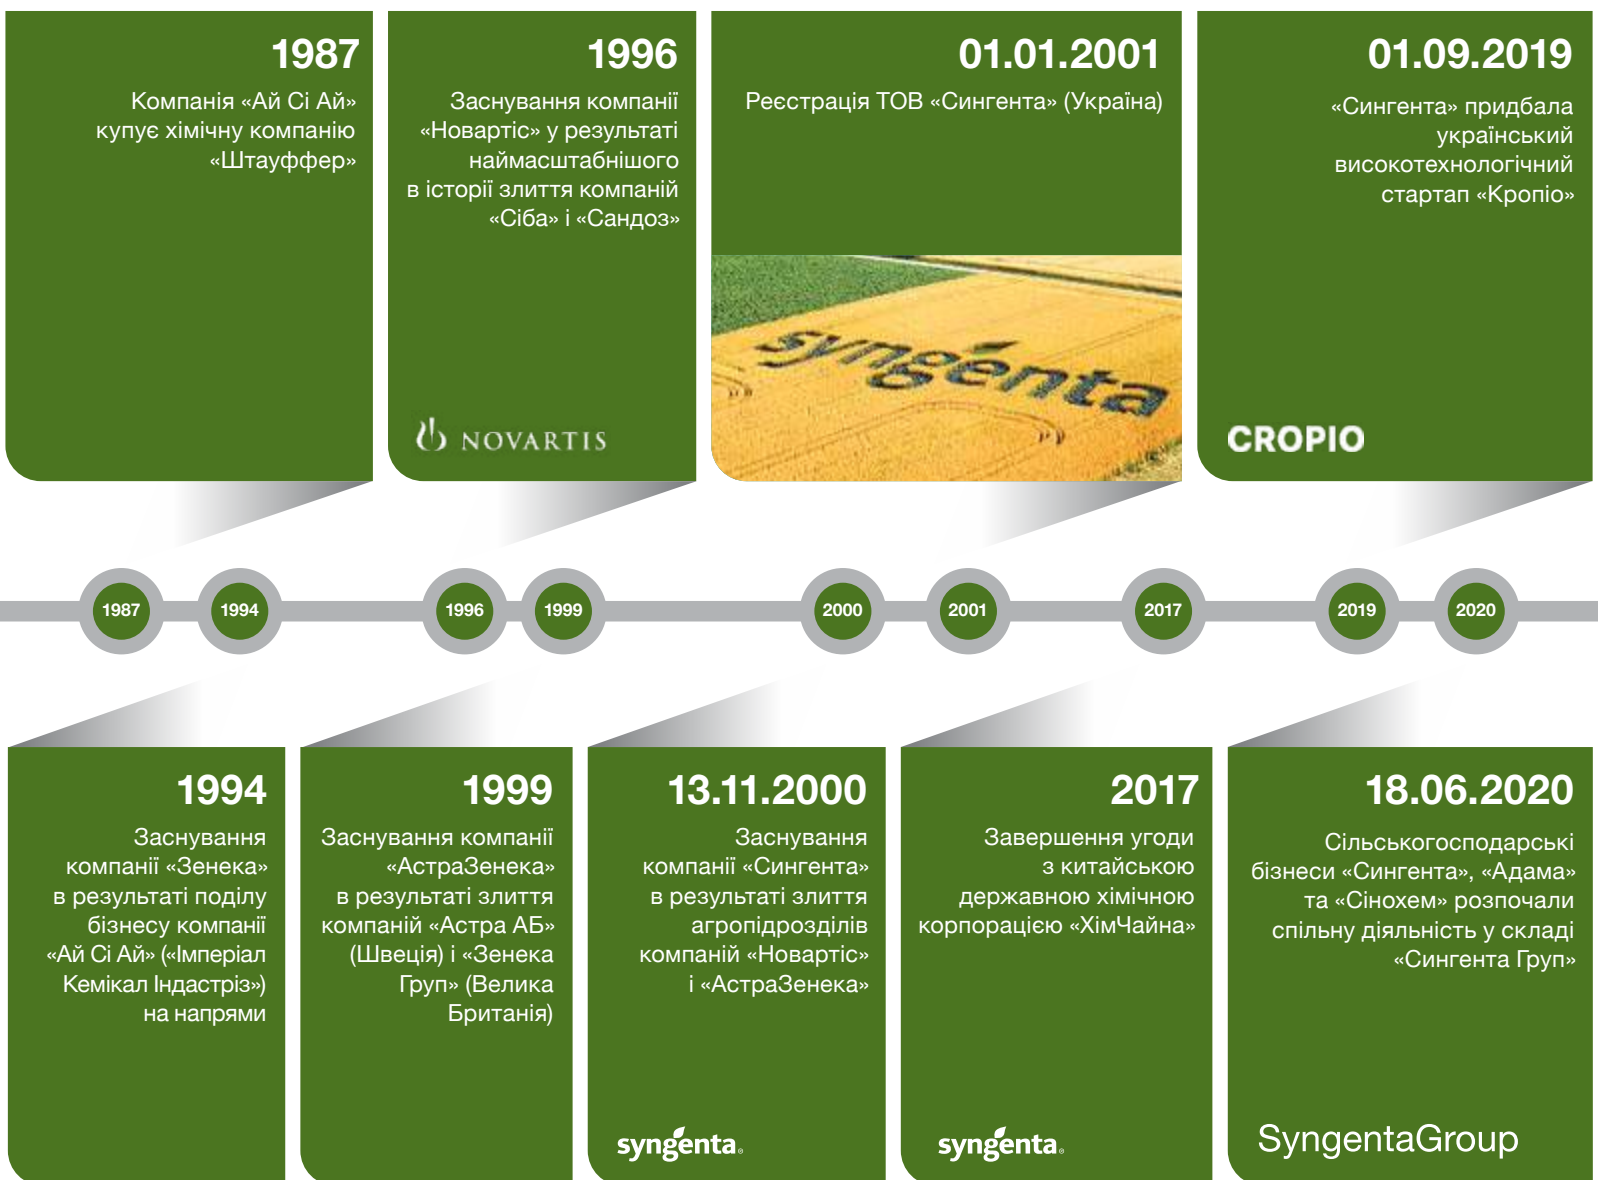 1987
Компанія «Ай Сі Ай»
купує хімічну компанію
«Штауффер»
1996
Заснування компанії
«Новартіс» у результаті
наймасштабнішого
в історії злиття компаній
«Сіба» і «Сандоз»
NOVARTIS
01.01.2001
Реєстрація ТОВ «Сингента» (Україна)
syngenta
01.09.2019
«Сингента» придбала
український
високотехнологічний
стартап «Кропіо»
CROPIO
1987
1994
1996
1999
2000
2001
2017
2019
2020
1994
Заснування
компанії «Зенека»
в результаті поділу
бізнесу компанії
«Ай Сі Ай» («Імперіал
Кемікал Індастріз»)
на напрями
1999
Заснування компанії
«АстраЗенека»
в результаті злиття
компаній «Астра АБ»
(Швеція) і «Зенека
Груп» (Велика
Британія)
13.11.2000
Заснування
компанії «Сингента»
в результаті злиття
агропідрозділів
компаній «Новартіс»
і «АстраЗенека»
syngenta®
2017
Завершення угоди
з китайською
державною хімічною
корпорацією «ХімЧайна»
syngenta®
18.06.2020
Сільськогосподарські
бізнеси «Сингента», «Адама»
та «Сінохем» розпочали
спільну діяльність у складі
«Сингента Груп»
SyngentaGroup